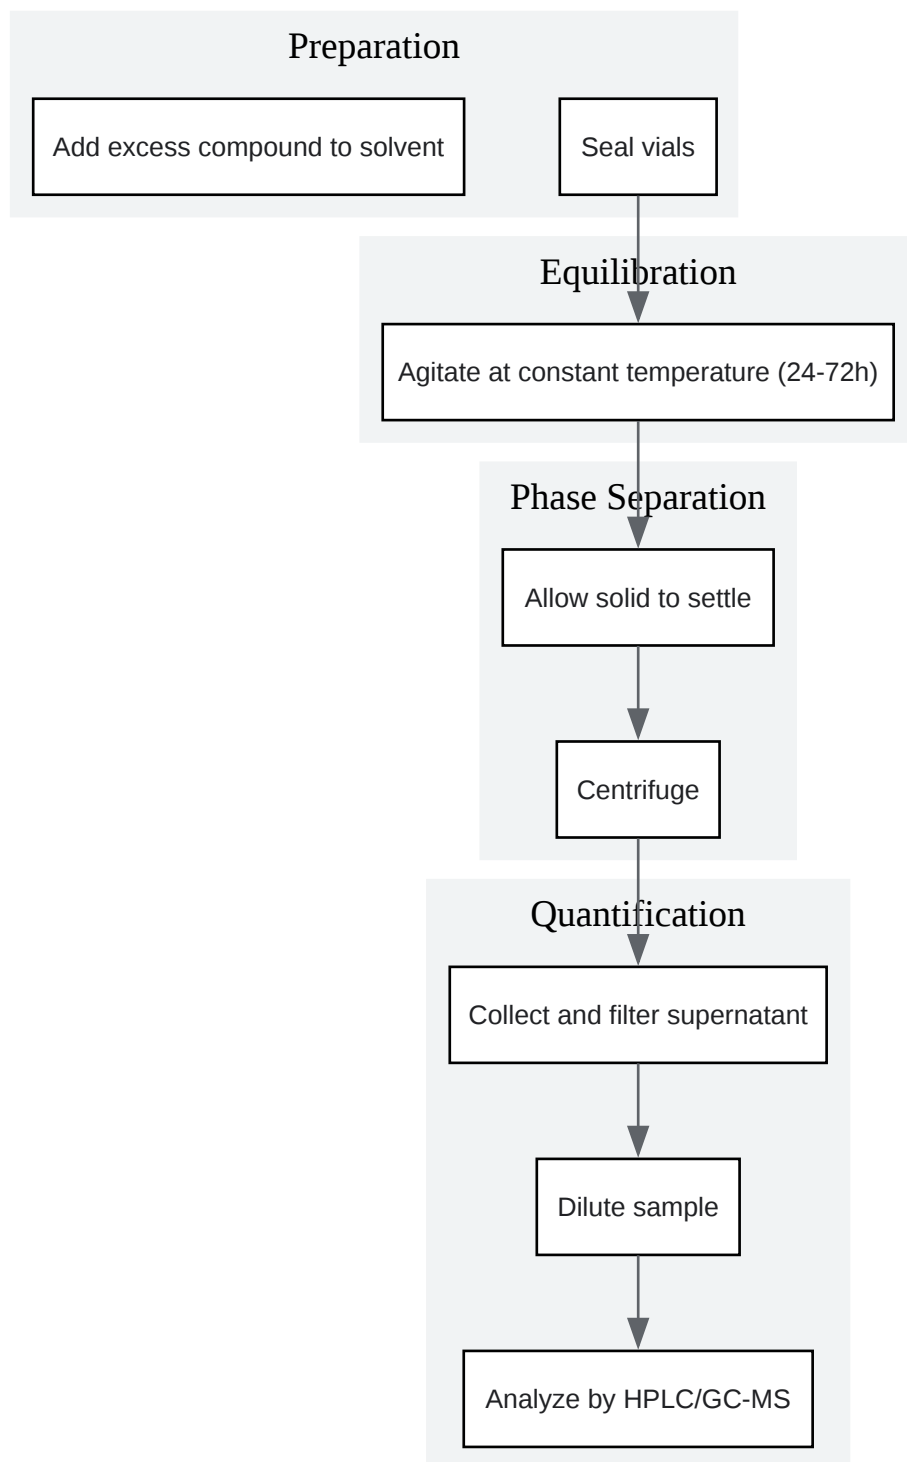 Preparation
Add excess compound to solvent
Seal vials
Equilibration
Agitate at constant temperature (24-72h)
Phase Separation
Allow solid to settle
Centrifuge
Quantification
Collect and filter supernatant
Dilute sample
Analyze by HPLC/GC-MS